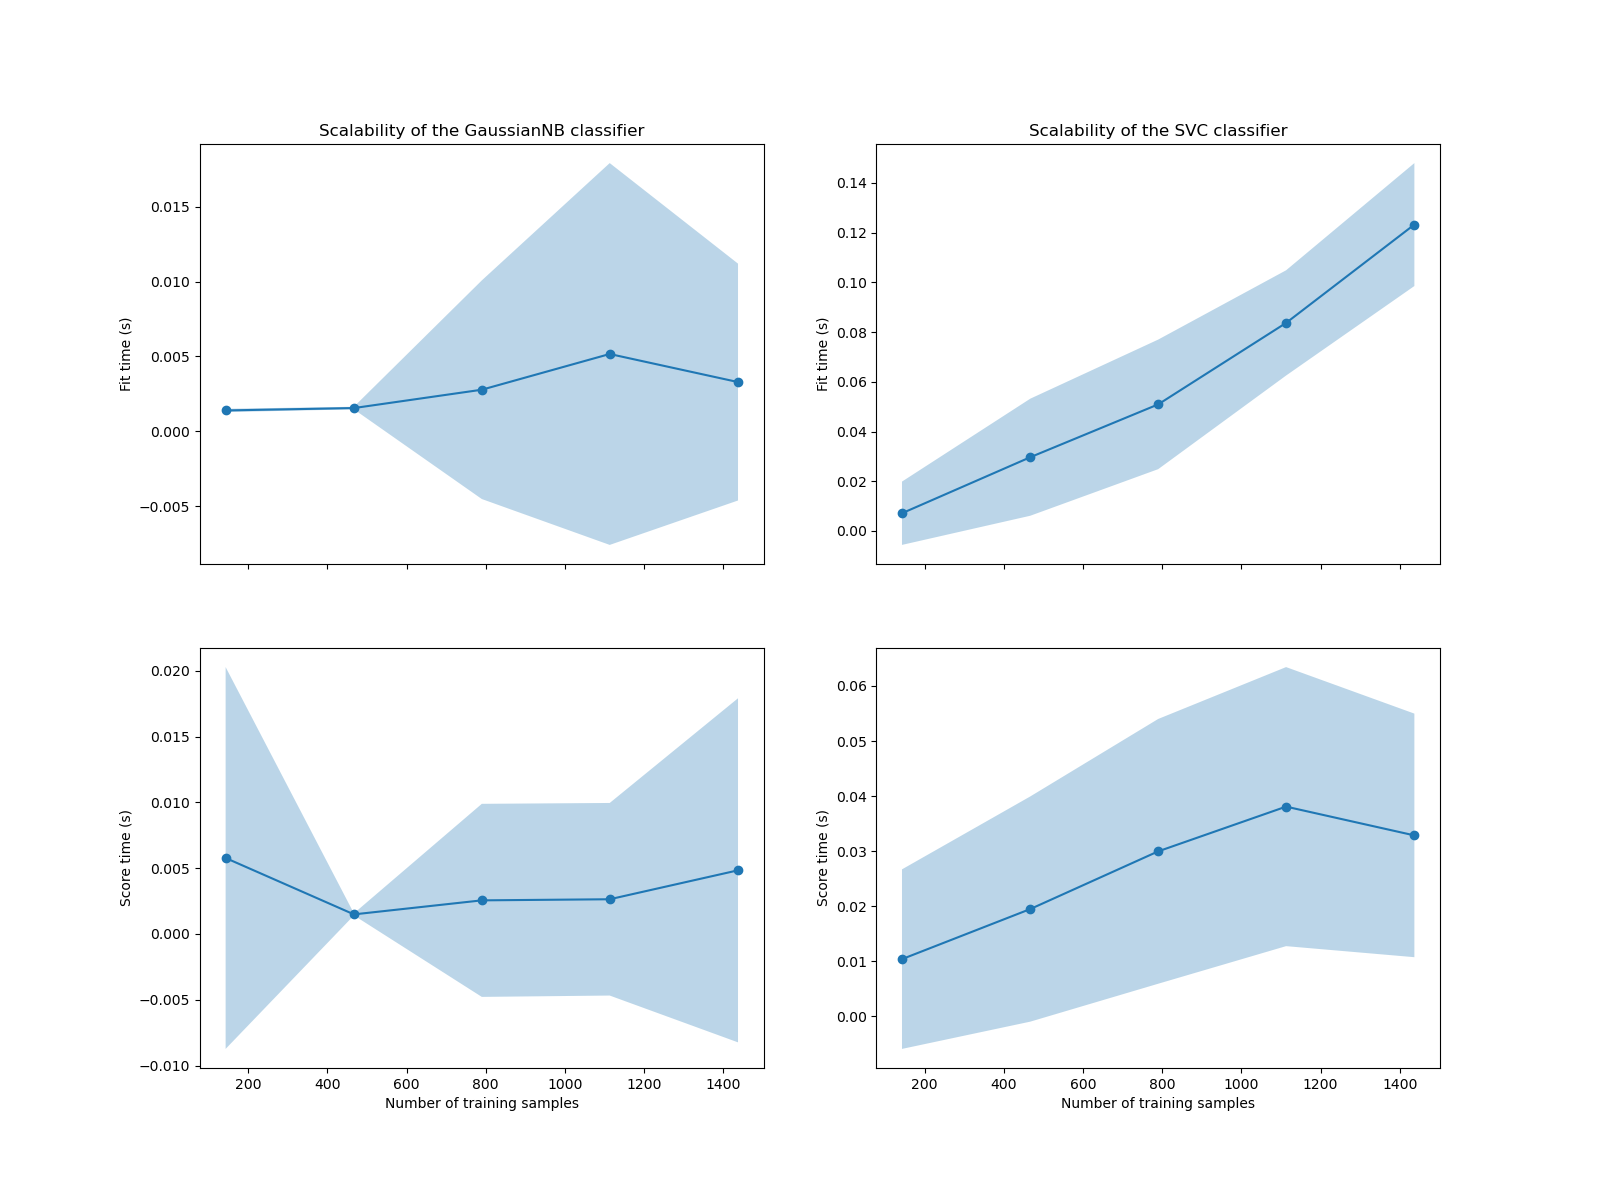 Scalability of the GaussianNB classifier
Fit time (s)
0.015
0.010
0.005
0.000
−0.005
Scalability of the SVC classifier
Fit time (s)
0.14
0.12
0.10
0.08
0.06
0.04
0.02
0.00
Score time (s)
0.020
0.015
0.010
0.005
0.000
−0.005
−0.010
200 400 600 800 1000 1200 1400
Number of training samples
Score time (s)
0.06
0.05
0.04
0.03
0.02
0.01
0.00
200 400 600 800 1000 1200 1400
Number of training samples